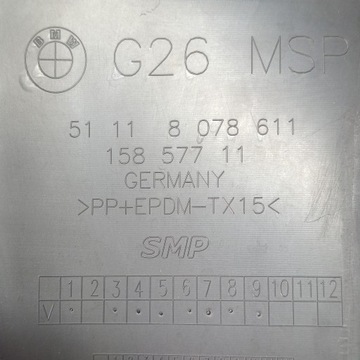 BMW
G26 MSP
51 11 8 078 611
158 577 11
GERMANY
>PP+EPDM-TX15<
SMP
1 2 3 4 5 6 7 8 9 10 11 12
V